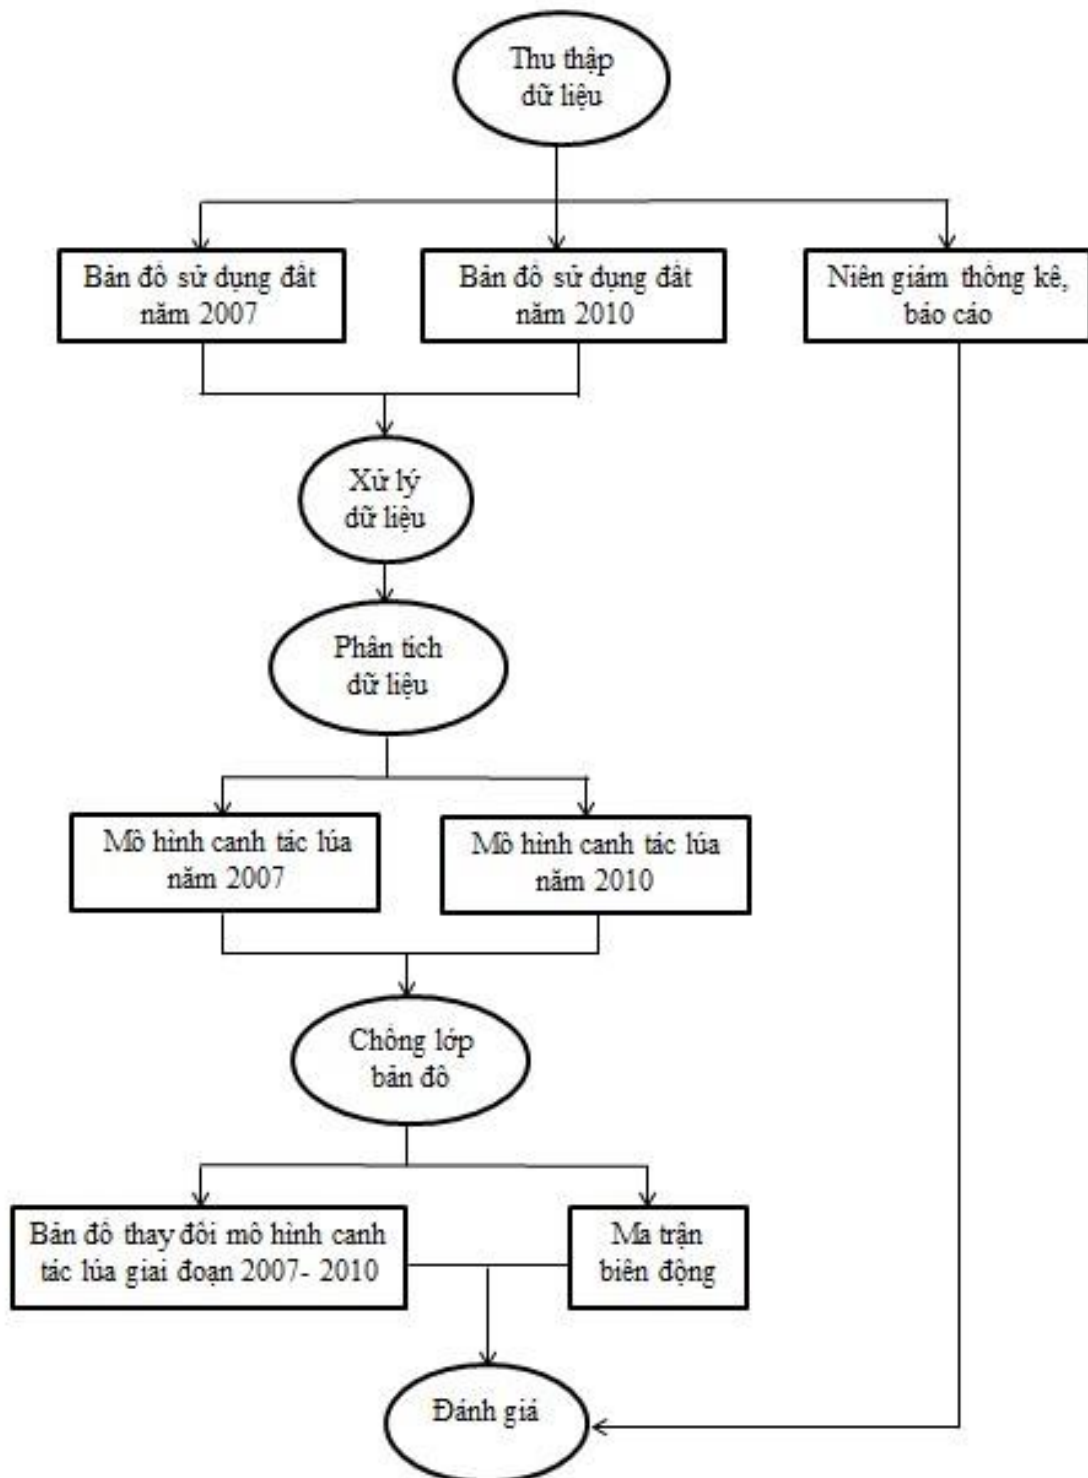 Thu thập
dữ liệu
Bản đồ sử dụng đất
năm 2007
Bản đồ sử dụng đất
năm 2010
Niên giám thông kê,
báo cáo
Xử lý
dữ liệu
Phân tích
dữ liệu
Mô hình canh tác lúa
năm 2007
Mô hình canh tác lúa
năm 2010
Chồng lớp
bản đồ
Bản đồ thay đổi mô hình canh
tác lúa giai đoạn 2007- 2010
Ma trận
biến động
Đánh giá